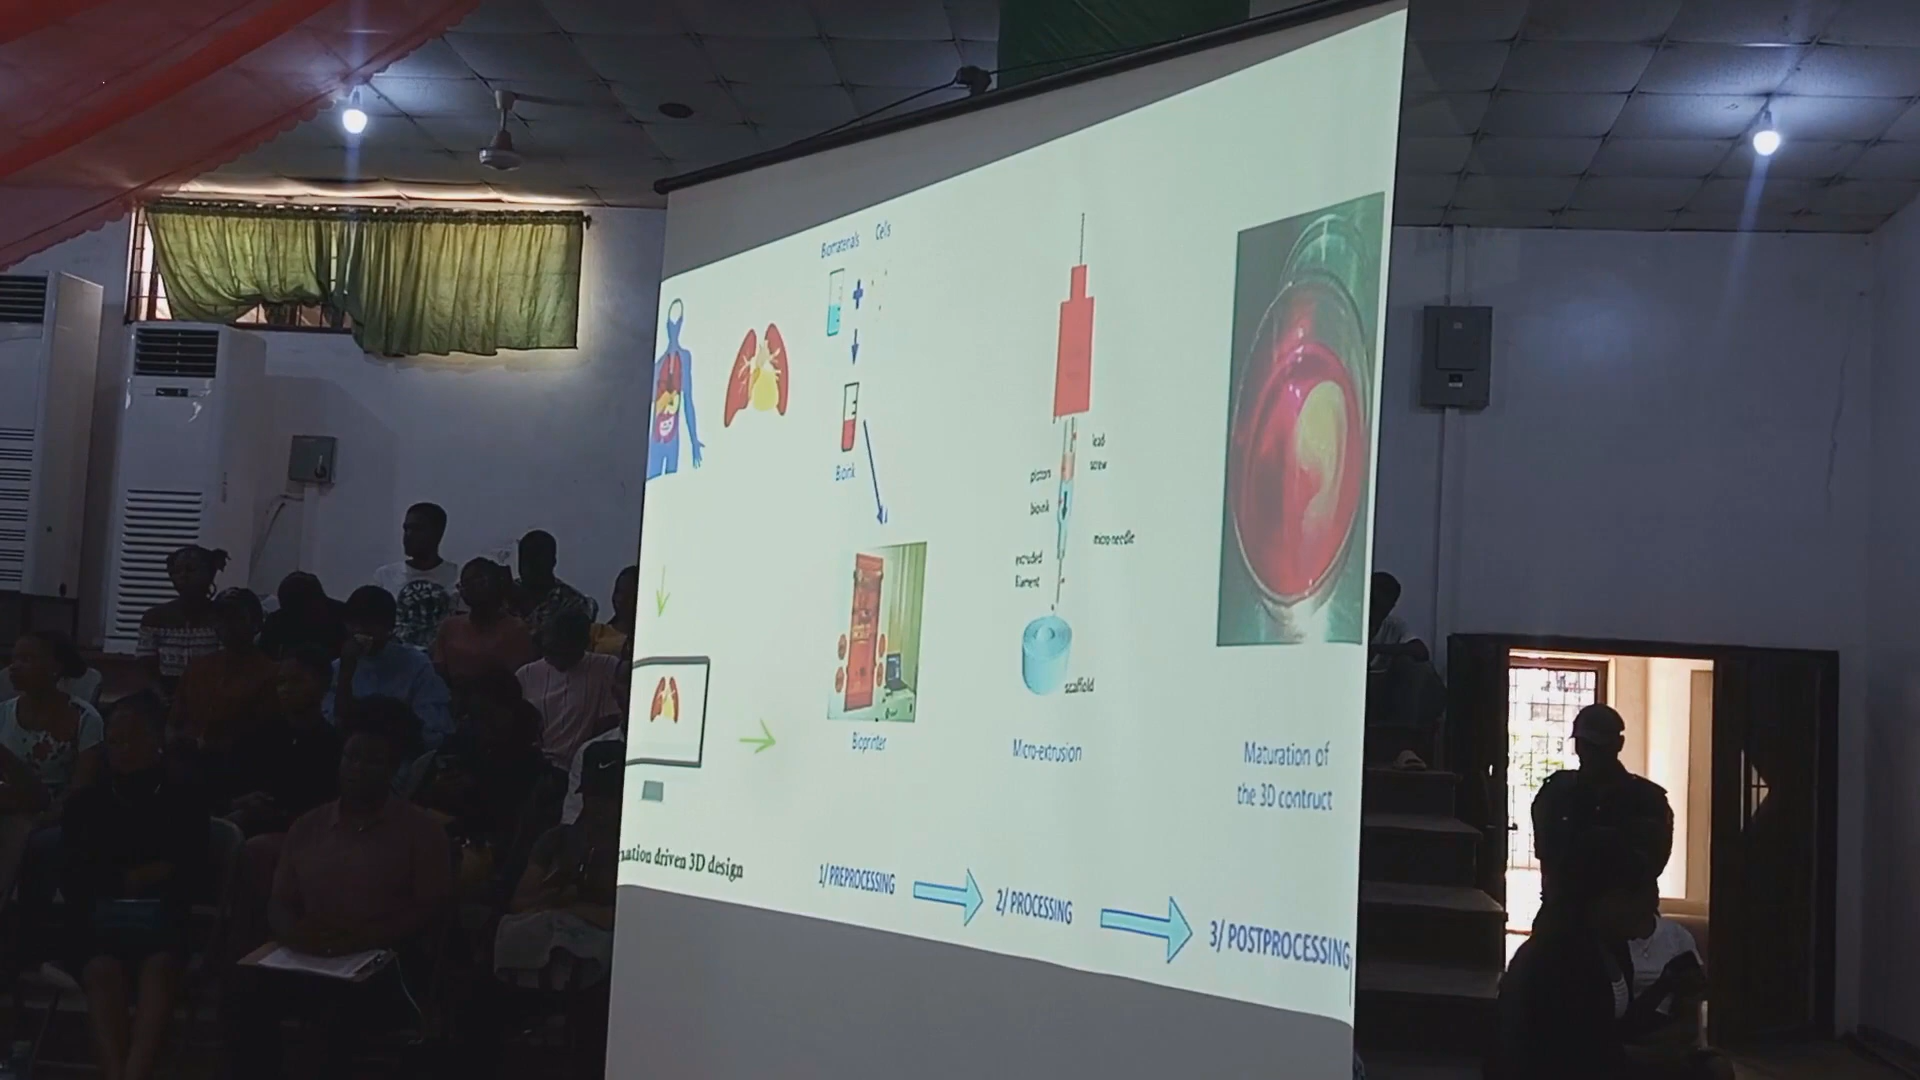 Biomaterials Cells
Bioink
lead
screw
piston
bioink
micro-needle
extruded
filament
scaffold
Bioprinter
Micro-extrusion
Maturation of
the 3D contruct
nation driven 3D design
1/ PREPROCESSING
2/ PROCESSING
3/ POSTPROCESSING